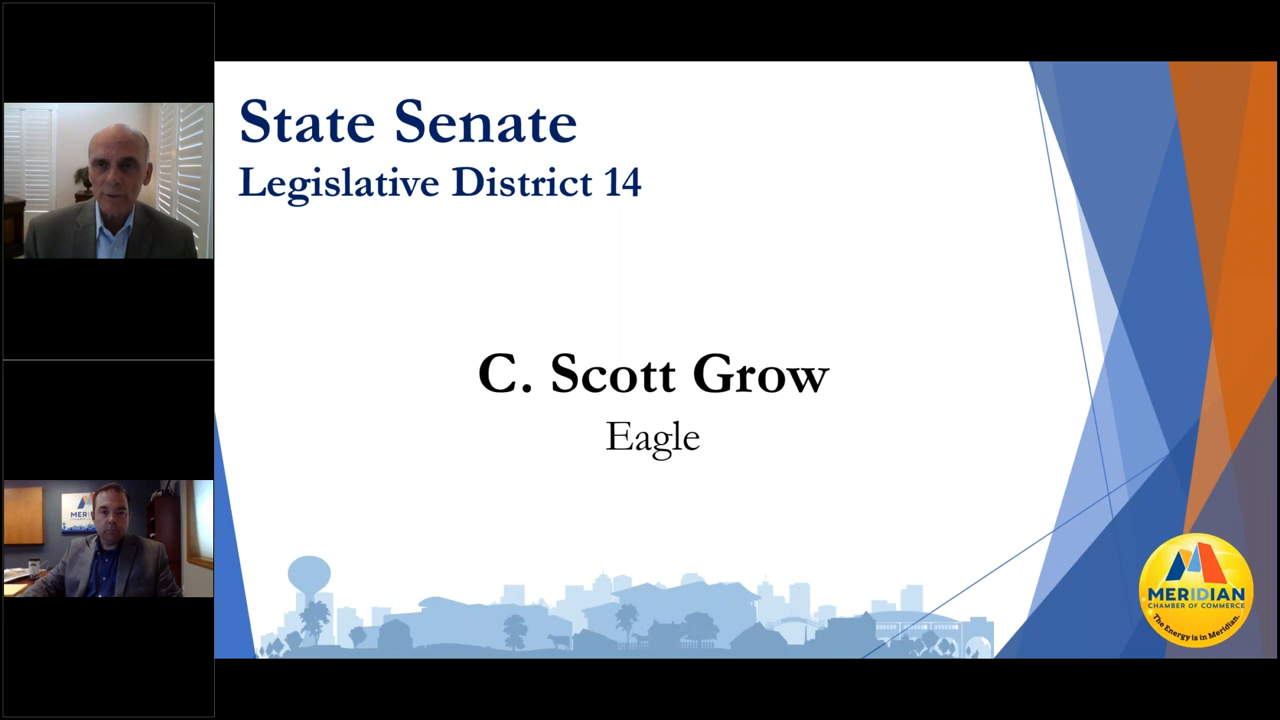 State Senate
Legislative District 14
C. Scott Grow
Eagle
MERIDIAN
CHAMBER OF COMMERCE
The Energy is in Meridian.